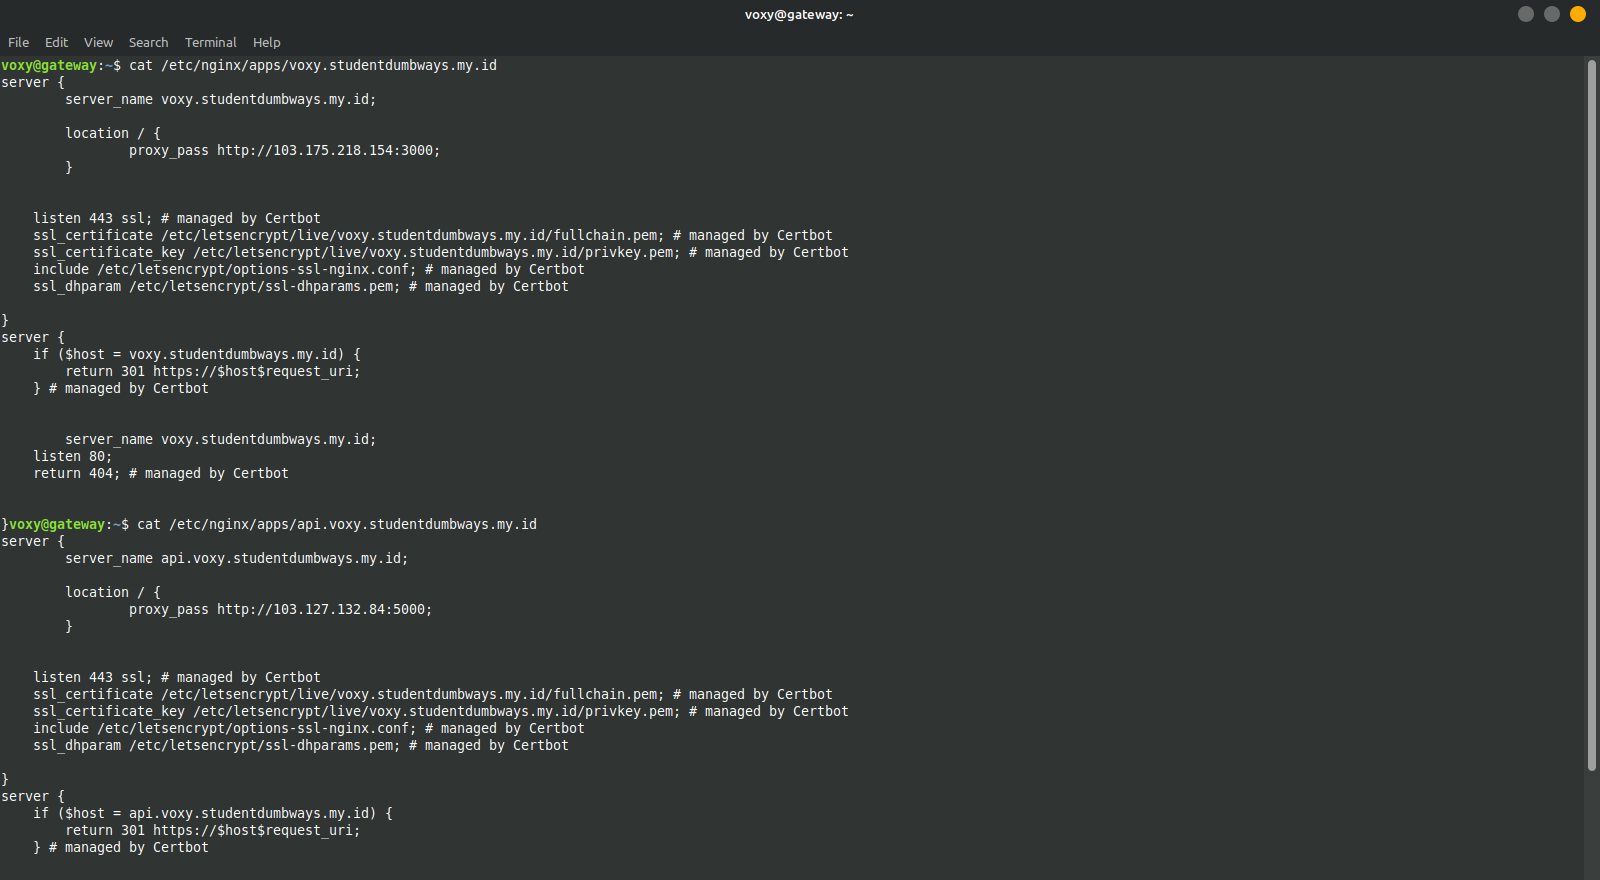 voxy@gateway: ~
File Edit View Search Terminal Help
voxy@gateway:~$ cat /etc/nginx/apps/voxy.studentdumbways.my.id
server {
        server_name voxy.studentdumbways.my.id;
        location / {
                proxy_pass http://103.175.218.154:3000;
        }
    listen 443 ssl; # managed by Certbot
    ssl_certificate /etc/letsencrypt/live/voxy.studentdumbways.my.id/fullchain.pem; # managed by Certbot
    ssl_certificate_key /etc/letsencrypt/live/voxy.studentdumbways.my.id/privkey.pem; # managed by Certbot
    include /etc/letsencrypt/options-ssl-nginx.conf; # managed by Certbot
    ssl_dhparam /etc/letsencrypt/ssl-dhparams.pem; # managed by Certbot
}
server {
    if ($host = voxy.studentdumbways.my.id) {
        return 301 https://$host$request_uri;
    } # managed by Certbot
        server_name voxy.studentdumbways.my.id;
    listen 80;
    return 404; # managed by Certbot
}voxy@gateway:~$ cat /etc/nginx/apps/api.voxy.studentdumbways.my.id
server {
        server_name api.voxy.studentdumbways.my.id;
        location / {
                proxy_pass http://103.127.132.84:5000;
        }
    listen 443 ssl; # managed by Certbot
    ssl_certificate /etc/letsencrypt/live/voxy.studentdumbways.my.id/fullchain.pem; # managed by Certbot
    ssl_certificate_key /etc/letsencrypt/live/voxy.studentdumbways.my.id/privkey.pem; # managed by Certbot
    include /etc/letsencrypt/options-ssl-nginx.conf; # managed by Certbot
    ssl_dhparam /etc/letsencrypt/ssl-dhparams.pem; # managed by Certbot
}
server {
    if ($host = api.voxy.studentdumbways.my.id) {
        return 301 https://$host$request_uri;
    } # managed by Certbot